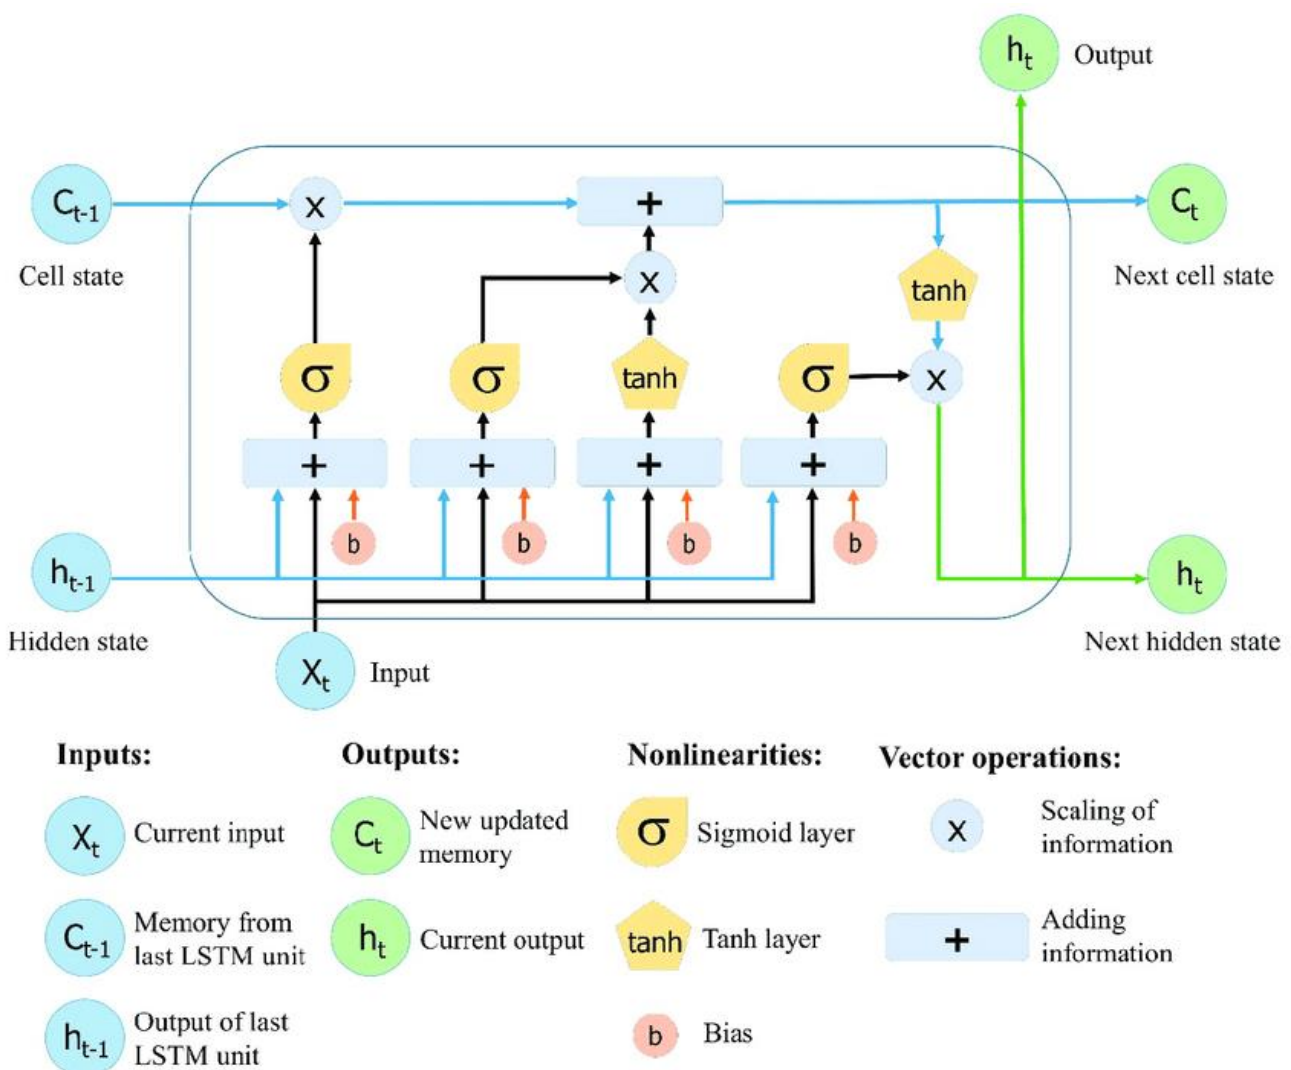 ht Output
Ct-1 x + Ct
Cell state x tanh Next cell state
σ σ tanh σ x
+ + + +
b b b b
ht-1 ht
Hidden state Next hidden state
Xt Input
Inputs: Outputs: Nonlinearities: Vector operations:
Xt Current input
Ct New updated
memory
σ Sigmoid layer
x Scaling of
information
Ct-1 Memory from
last LSTM unit
ht Current output
tanh Tanh layer
+ Adding
information
ht-1 Output of last
LSTM unit
b Bias